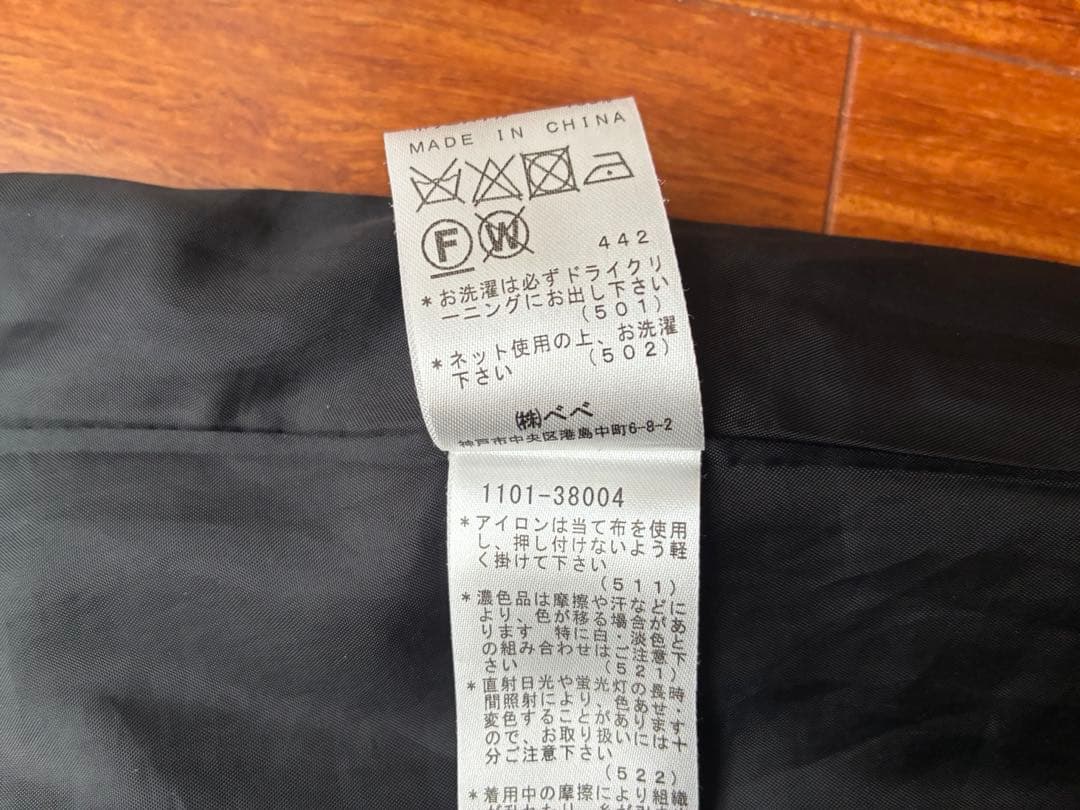 MADE IN CHINA
F W
442
*お洗濯は必ずドライクリ
ーニングにお出し下さい
(501)
*ネット使用の上、お洗濯
下さい (502)
㈱べべ
神戸市中央区港島中町6-8-2
1101-38004
*アイロンは当て布を使用
し、押し付けないよう軽
く掛けて下さい
(511)
*濃色品は摩擦や汗などに
より、色が移る場合があ
ります 特に白・淡色と
の組み合わせはご注意下
さい (521)
*直射日光や蛍光灯の長時
間照射により、色あせ・
変色することがあります
ので、お取り扱いには十
分ご注意下さい
(522)
*着用中の摩擦により組織